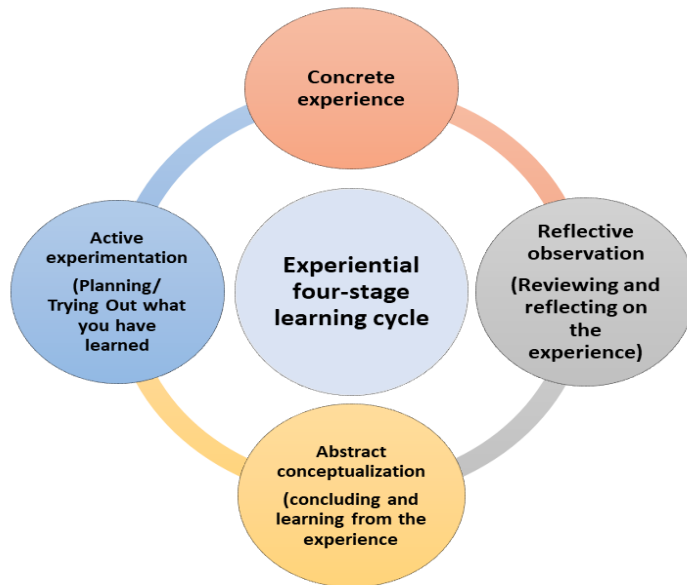 Concrete
experience
Active
experimentation
(Planning/
Trying Out what
you have
learned
Experiential
four-stage
learning cycle
Reflective
observation
(Reviewing and
reflecting on
the
experience)
Abstract
conceptualization
(concluding and
learning from the
experience